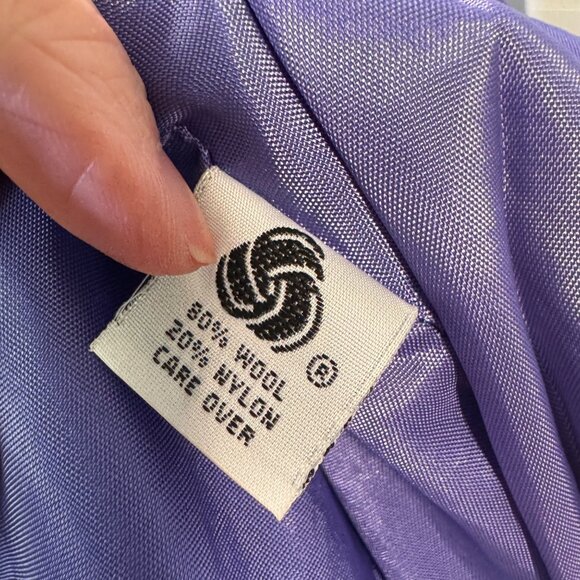 ®
80% WOOL
20% NYLON
CARE OVER